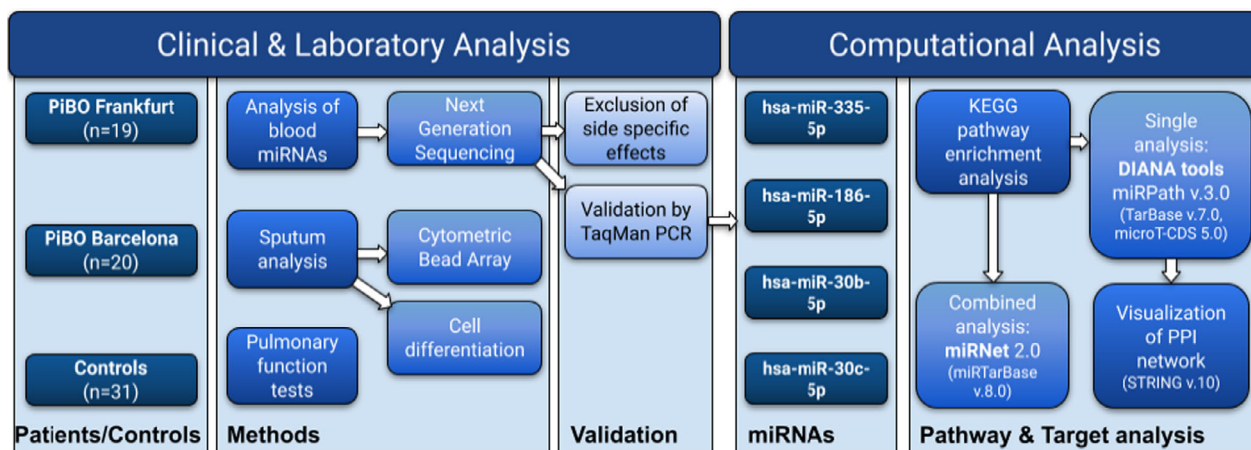 Clinical & Laboratory Analysis
Computational Analysis
PiBO Frankfurt
(n=19)
PiBO Barcelona
(n=20)
Controls
(n=31)
Patients/Controls
Analysis of
blood
miRNAs
Next
Generation
Sequencing
Sputum
analysis
Cytometric
Bead Array
Cell
differentiation
Pulmonary
function
tests
Methods
Exclusion of
side specific
effects
Validation by
TaqMan PCR
Validation
hsa-miR-335-
5p
hsa-miR-186-
5p
hsa-miR-30b-
5p
hsa-miR-30c-
5p
miRNAs
KEGG
pathway
enrichment
analysis
Single
analysis:
DIANA tools
miRPath v.3.0
(TarBase v.7.0,
microT-CDS 5.0)
Combined
analysis:
miRNet 2.0
(miRTarBase
v.8.0)
Visualization
of PPI
network
(STRING v.10)
Pathway & Target analysis